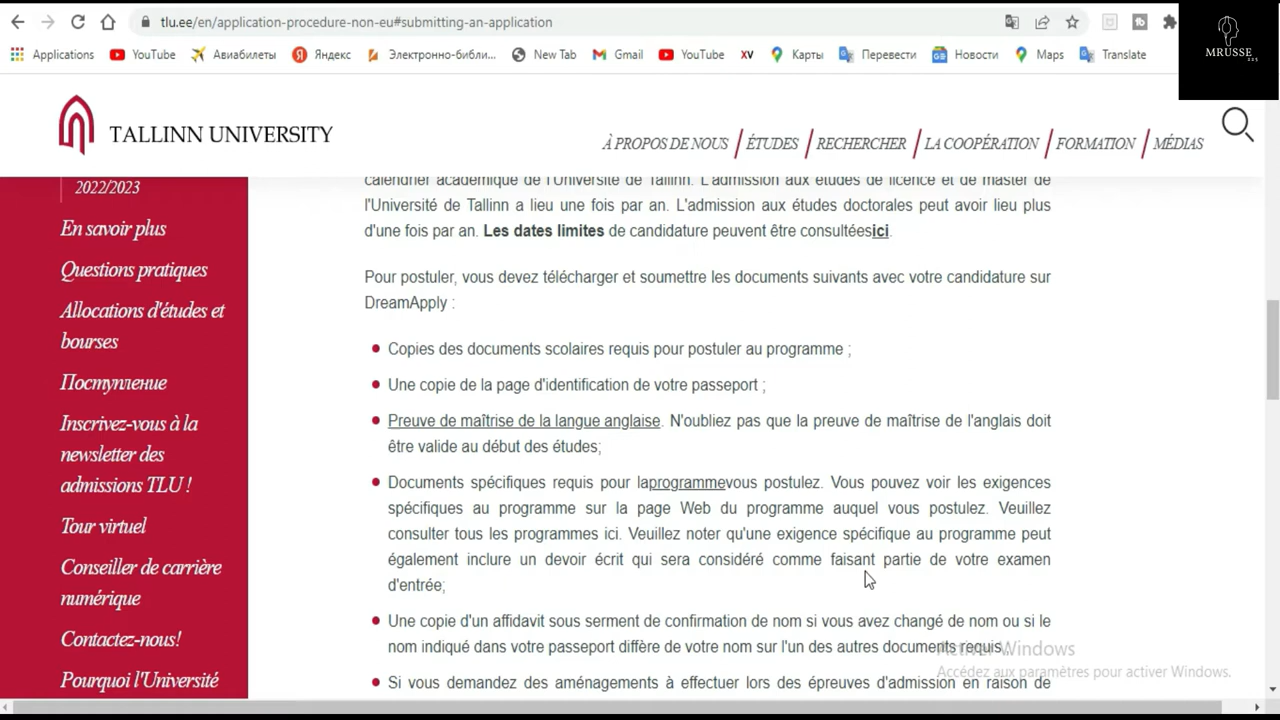 tlu.ee/en/application-procedure-non-eu#submitting-an-application
Applications YouTube Авиабилеты Яндекс Электронно-библи... New Tab Gmail YouTube XV Карты Перевести Новости Maps Translate
MRUSSE
225
TALLINN UNIVERSITY
À PROPOS DE NOUS ÉTUDES RECHERCHER LA COOPÉRATION FORMATION MÉDIAS
2022/2023
En savoir plus
Questions pratiques
Allocations d'études et
bourses
Поступление
Inscrivez-vous à la
newsletter des
admissions TLU !
Tour virtuel
Conseiller de carrière
numérique
Contactez-nous!
Pourquoi l'Université
calendrier académique de l'Université de Tallinn. L'admission aux études de licence et de master de
l'Université de Tallinn a lieu une fois par an. L'admission aux études doctorales peut avoir lieu plus
d'une fois par an. Les dates limites de candidature peuvent être consultéesici.
Pour postuler, vous devez télécharger et soumettre les documents suivants avec votre candidature sur
DreamApply :
Copies des documents scolaires requis pour postuler au programme ;
Une copie de la page d'identification de votre passeport ;
Preuve de maîtrise de la langue anglaise. N'oubliez pas que la preuve de maîtrise de l'anglais doit
être valide au début des études;
Documents spécifiques requis pour laprogrammevous postulez. Vous pouvez voir les exigences
spécifiques au programme sur la page Web du programme auquel vous postulez. Veuillez
consulter tous les programmes ici. Veuillez noter qu'une exigence spécifique au programme peut
également inclure un devoir écrit qui sera considéré comme faisant partie de votre examen
d'entrée;
Une copie d'un affidavit sous serment de confirmation de nom si vous avez changé de nom ou si le
nom indiqué dans votre passeport diffère de votre nom sur l'un des autres documents requis.
Si vous demandez des aménagements à effectuer lors des épreuves d'admission en raison de
Activer Windows
Accédez aux paramètres pour activer Windows.